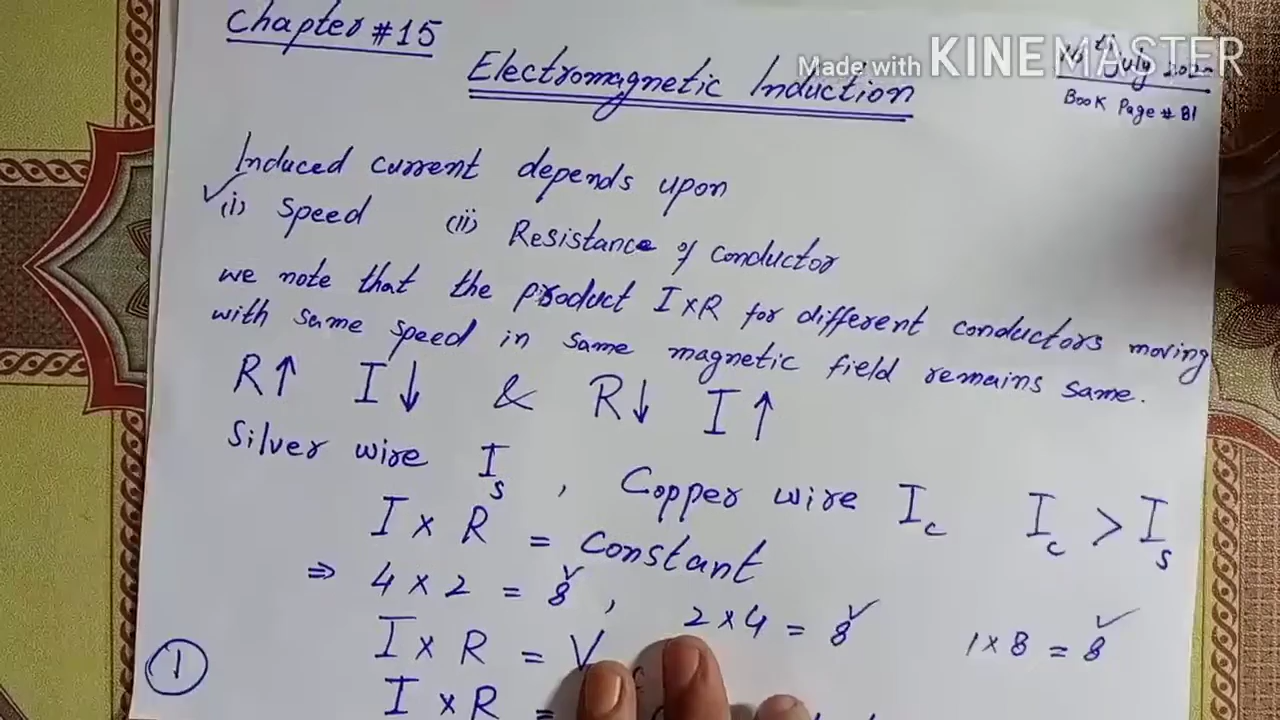 Chapter #15
Made with KINEMASTER
July
Book Page # 81
Electromagnetic Induction
Induced current depends upon
(i) Speed (ii) Resistance of conductor
we note that the product I×R for different conductors moving
with same speed in same magnetic field remains same.
R↑ I↓ & R↓ I↑
Silver wire Is , Copper wire Ic Ic > Is
I × R = Constant
⇒ 4 × 2 = 8 , 2 × 4 = 8 1 × 8 = 8
I × R = V
I × R =
1